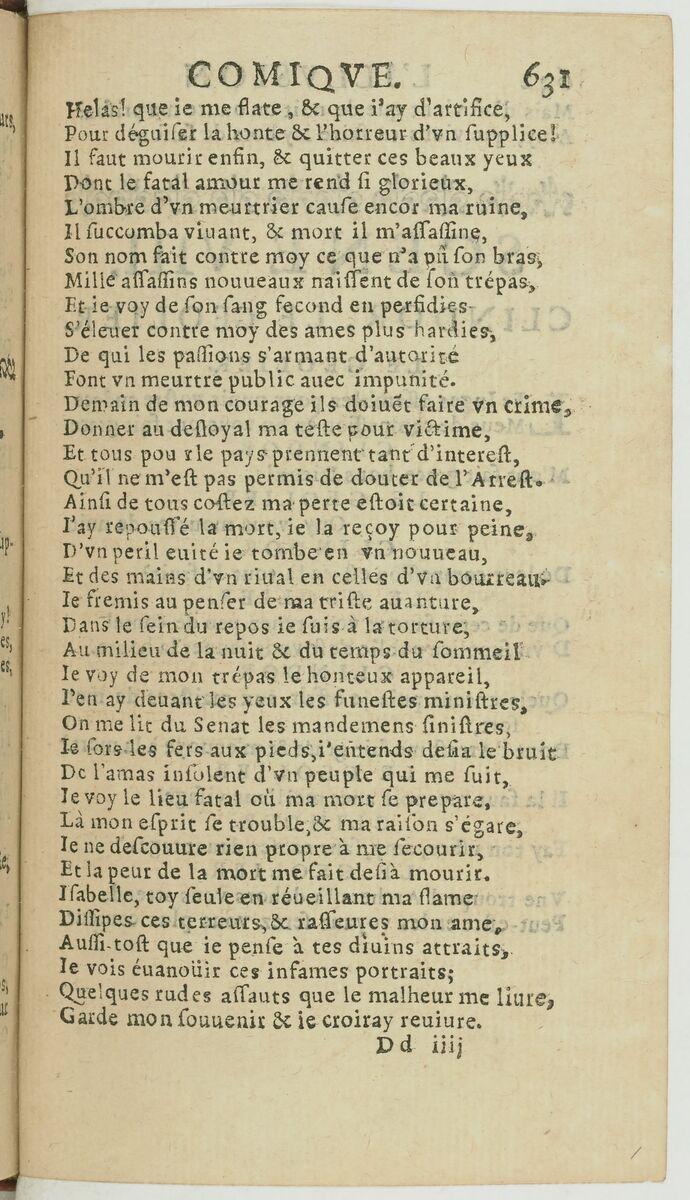 COMIQVE. 631
Helas! que ie me flate, & que i'ay d'artifice,
Pour déguiſer la honte & l'horreur d'vn ſupplice!
Il faut mourir enfin, & quitter ces beaux yeux
Dont le fatal amour me rend ſi glorieux,
L'ombre d'vn meurtrier cauſe encor ma ruine,
Il ſuccomba viuant, & mort il m'aſſaſſine,
Son nom fait contre moy ce que n'a pû ſon bras,
Mille aſſaſſins nouueaux naiſſent de ſon trépas,
Et ie voy de ſon ſang fecond en perfidies
S'éleuer contre moy des ames plus hardies,
De qui les paſſions s'armant d'autorité
Font vn meurtre public auec impunité.
Demain de mon courage ils doiuẽt faire vn crime,
Donner au deſloyal ma teſte pour victime,
Et tous pou rle pays prennent tant d'intereſt,
Qu'il ne m'eſt pas permis de douter de l'Arreſt.
Ainſi de tous coſtez ma perte eſtoit certaine,
I'ay repouſſé la mort, ie la reçoy pour peine,
D'vn peril euité ie tombe en vn nouueau,
Et des mains d'vn riual en celles d'vn bourreau.
Ie fremis au penſer de ma triſte auanture,
Dans le ſein du repos ie ſuis à la torture,
Au milieu de la nuit & du temps du ſommeil
Ie voy de mon trépas le honteux appareil,
I'en ay deuant les yeux les funeſtes miniſtres,
On me lit du Senat les mandemens ſiniſtres,
Ie ſors les fers aux pieds, i'entends deſia le bruit
De l'amas inſolent d'vn peuple qui me ſuit,
Ie voy le lieu fatal où ma mort ſe prepare,
Là mon eſprit ſe trouble, & ma raiſon s'égare,
Ie ne deſcouure rien propre à me ſecourir,
Et la peur de la mort me fait deſià mourir.
Iſabelle, toy ſeule en réueillant ma flame
Diſſipes ces terreurs, & raſſeures mon ame,
Auſſi-toſt que ie penſe à tes diuins attraits,
Ie vois éuanoüir ces infames portraits;
Quelques rudes aſſauts que le malheur me liure,
Garde mon ſouuenir & ie croiray reuiure.
Dd iiij